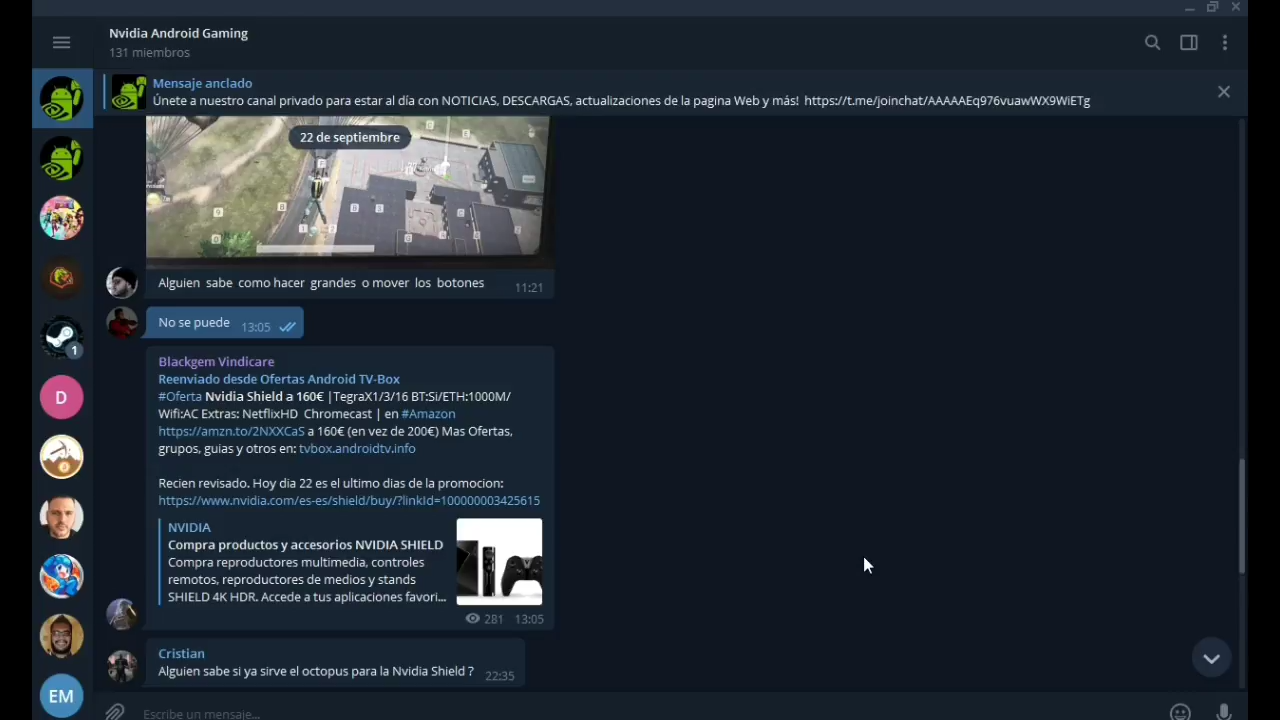 Nvidia Android Gaming
131 miembros
Mensaje anclado
Únete a nuestro canal privado para estar al día con NOTICIAS, DESCARGAS, actualizaciones de la pagina Web y más! https://t.me/joinchat/AAAAAEq976vuawWX9WiETg
22 de septiembre
Alguien sabe como hacer grandes o mover los botones
11:21
No se puede
13:05
1
D
Blackgem Vindicare
Reenviado desde Ofertas Android TV-Box
#Oferta Nvidia Shield a 160€ |TegraX1/3/16 BT:Si/ETH:1000M/
Wifi:AC Extras: NetflixHD Chromecast | en #Amazon
https://amzn.to/2NXXCaS a 160€ (en vez de 200€) Mas Ofertas,
grupos, guias y otros en: tvbox.androidtv.info
Recien revisado. Hoy dia 22 es el ultimo dias de la promocion:
https://www.nvidia.com/es-es/shield/buy/?linkId=100000003425615
NVIDIA
Compra productos y accesorios NVIDIA SHIELD
Compra reproductores multimedia, controles
remotos, reproductores de medios y stands
SHIELD 4K HDR. Accede a tus aplicaciones favori...
281 13:05
Cristian
Alguien sabe si ya sirve el octopus para la Nvidia Shield ?
22:35
EM
Escribe un mensaje...